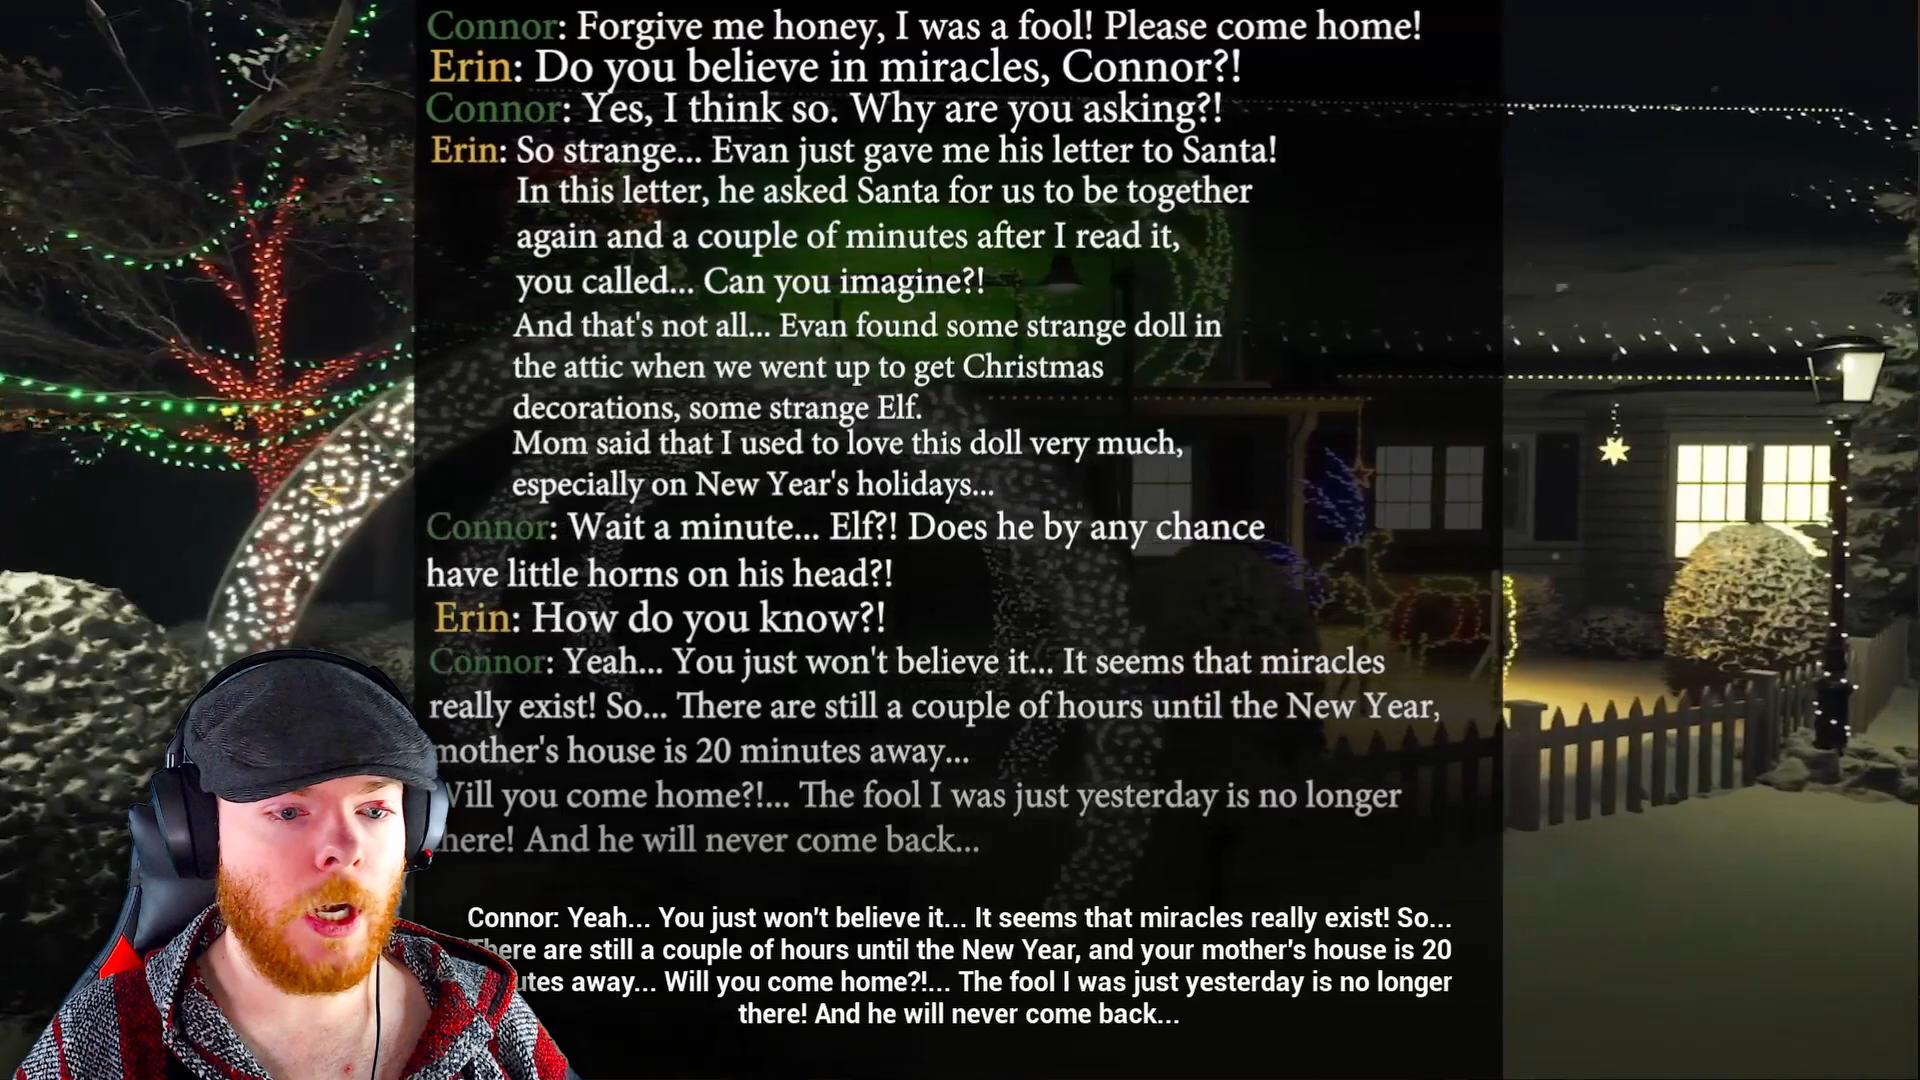 Connor: Forgive me honey, I was a fool! Please come home!
Erin: Do you believe in miracles, Connor?!
Connor: Yes, I think so. Why are you asking?!
Erin: So strange... Evan just gave me his letter to Santa!
In this letter, he asked Santa for us to be together
again and a couple of minutes after I read it,
you called... Can you imagine?!
And that's not all... Evan found some strange doll in
the attic when we went up to get Christmas
decorations, some strange Elf.
Mom said that I used to love this doll very much,
especially on New Year's holidays...
Connor: Wait a minute... Elf?! Does he by any chance
have little horns on his head?!
Erin: How do you know?!
Connor: Yeah... You just won't believe it... It seems that miracles
really exist! So... There are still a couple of hours until the New Year,
mother's house is 20 minutes away...
Will you come home?!... The fool I was just yesterday is no longer
there! And he will never come back...
Connor: Yeah... You just won't believe it... It seems that miracles really exist! So...
There are still a couple of hours until the New Year, and your mother's house is 20
utes away... Will you come home?!... The fool I was just yesterday is no longer
there! And he will never come back...